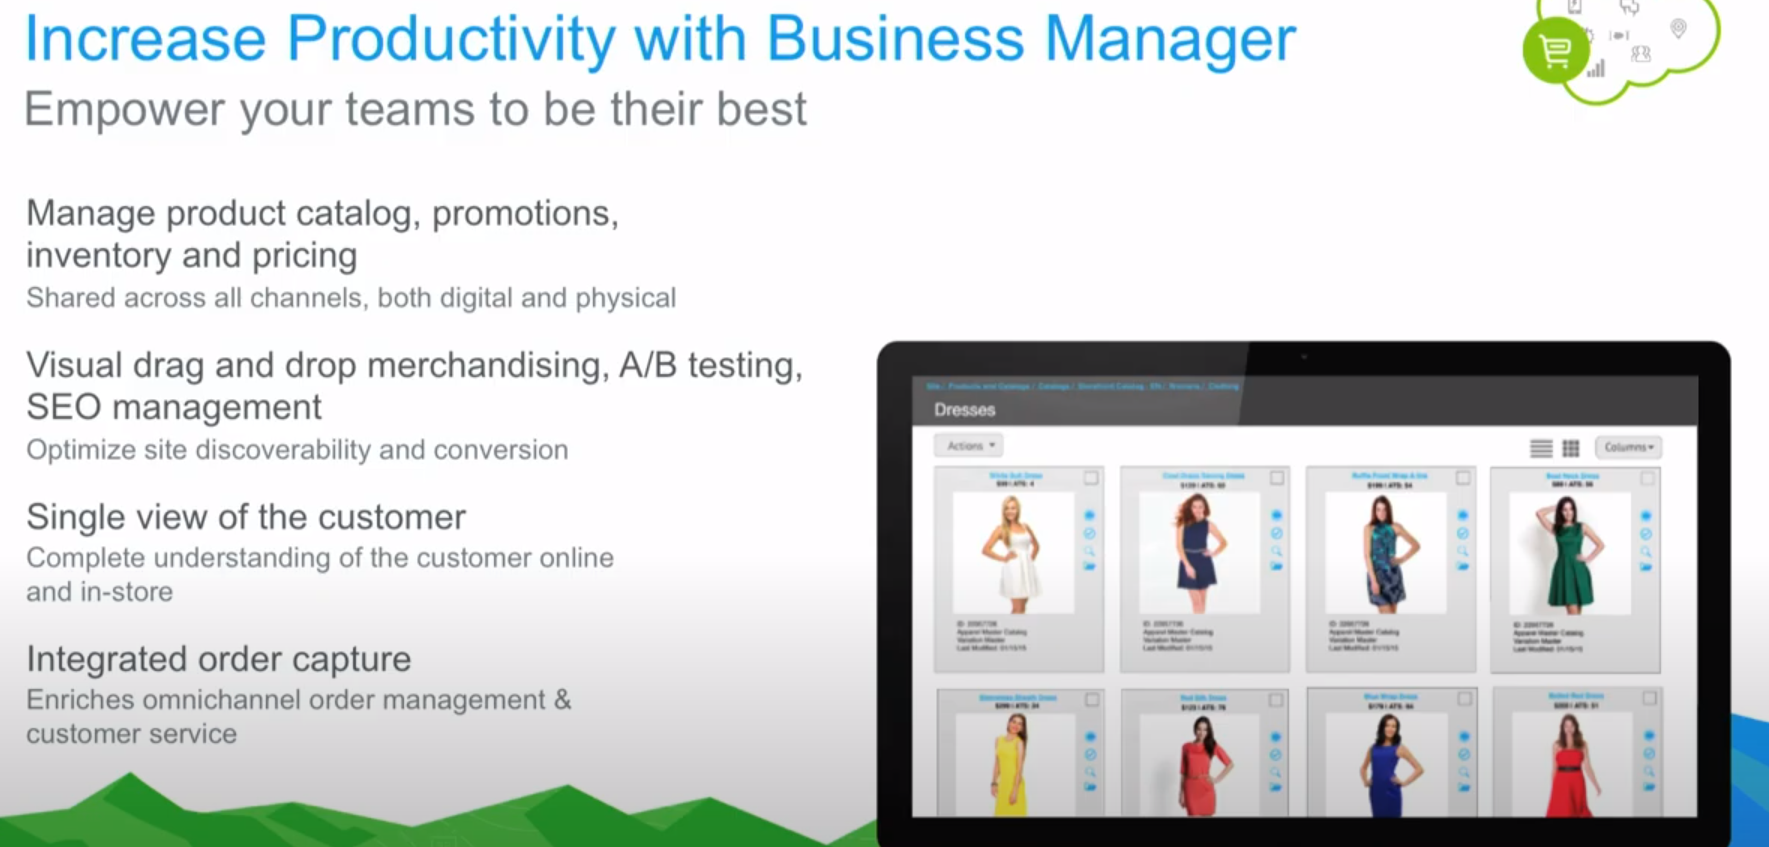 Increase Productivity with Business Manager
Empower your teams to be their best
Manage product catalog, promotions,
inventory and pricing
Shared across all channels, both digital and physical
Visual drag and drop merchandising, A/B testing,
SEO management
Optimize site discoverability and conversion
Single view of the customer
Complete understanding of the customer online
and in-store
Integrated order capture
Enriches omnichannel order management &
customer service
Dresses
Actions
Columns